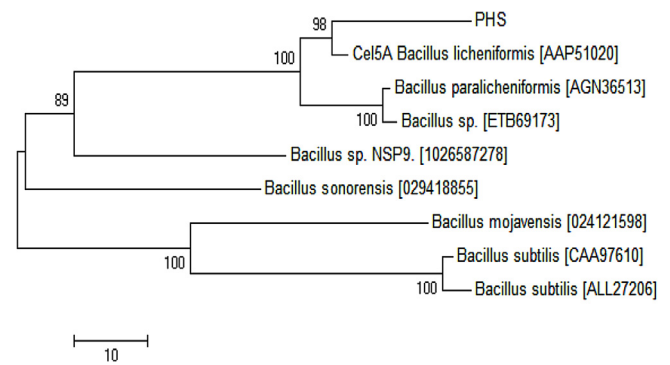 PHS
98
Cel5A Bacillus licheniformis [AAP51020]
100
Bacillus paralicheniformis [AGN36513]
89
100
Bacillus sp. [ETB69173]
Bacillus sp. NSP9. [1026587278]
Bacillus sonorensis [029418855]
Bacillus mojavensis [024121598]
100
Bacillus subtilis [CAA97610]
100
Bacillus subtilis [ALL27206]
10